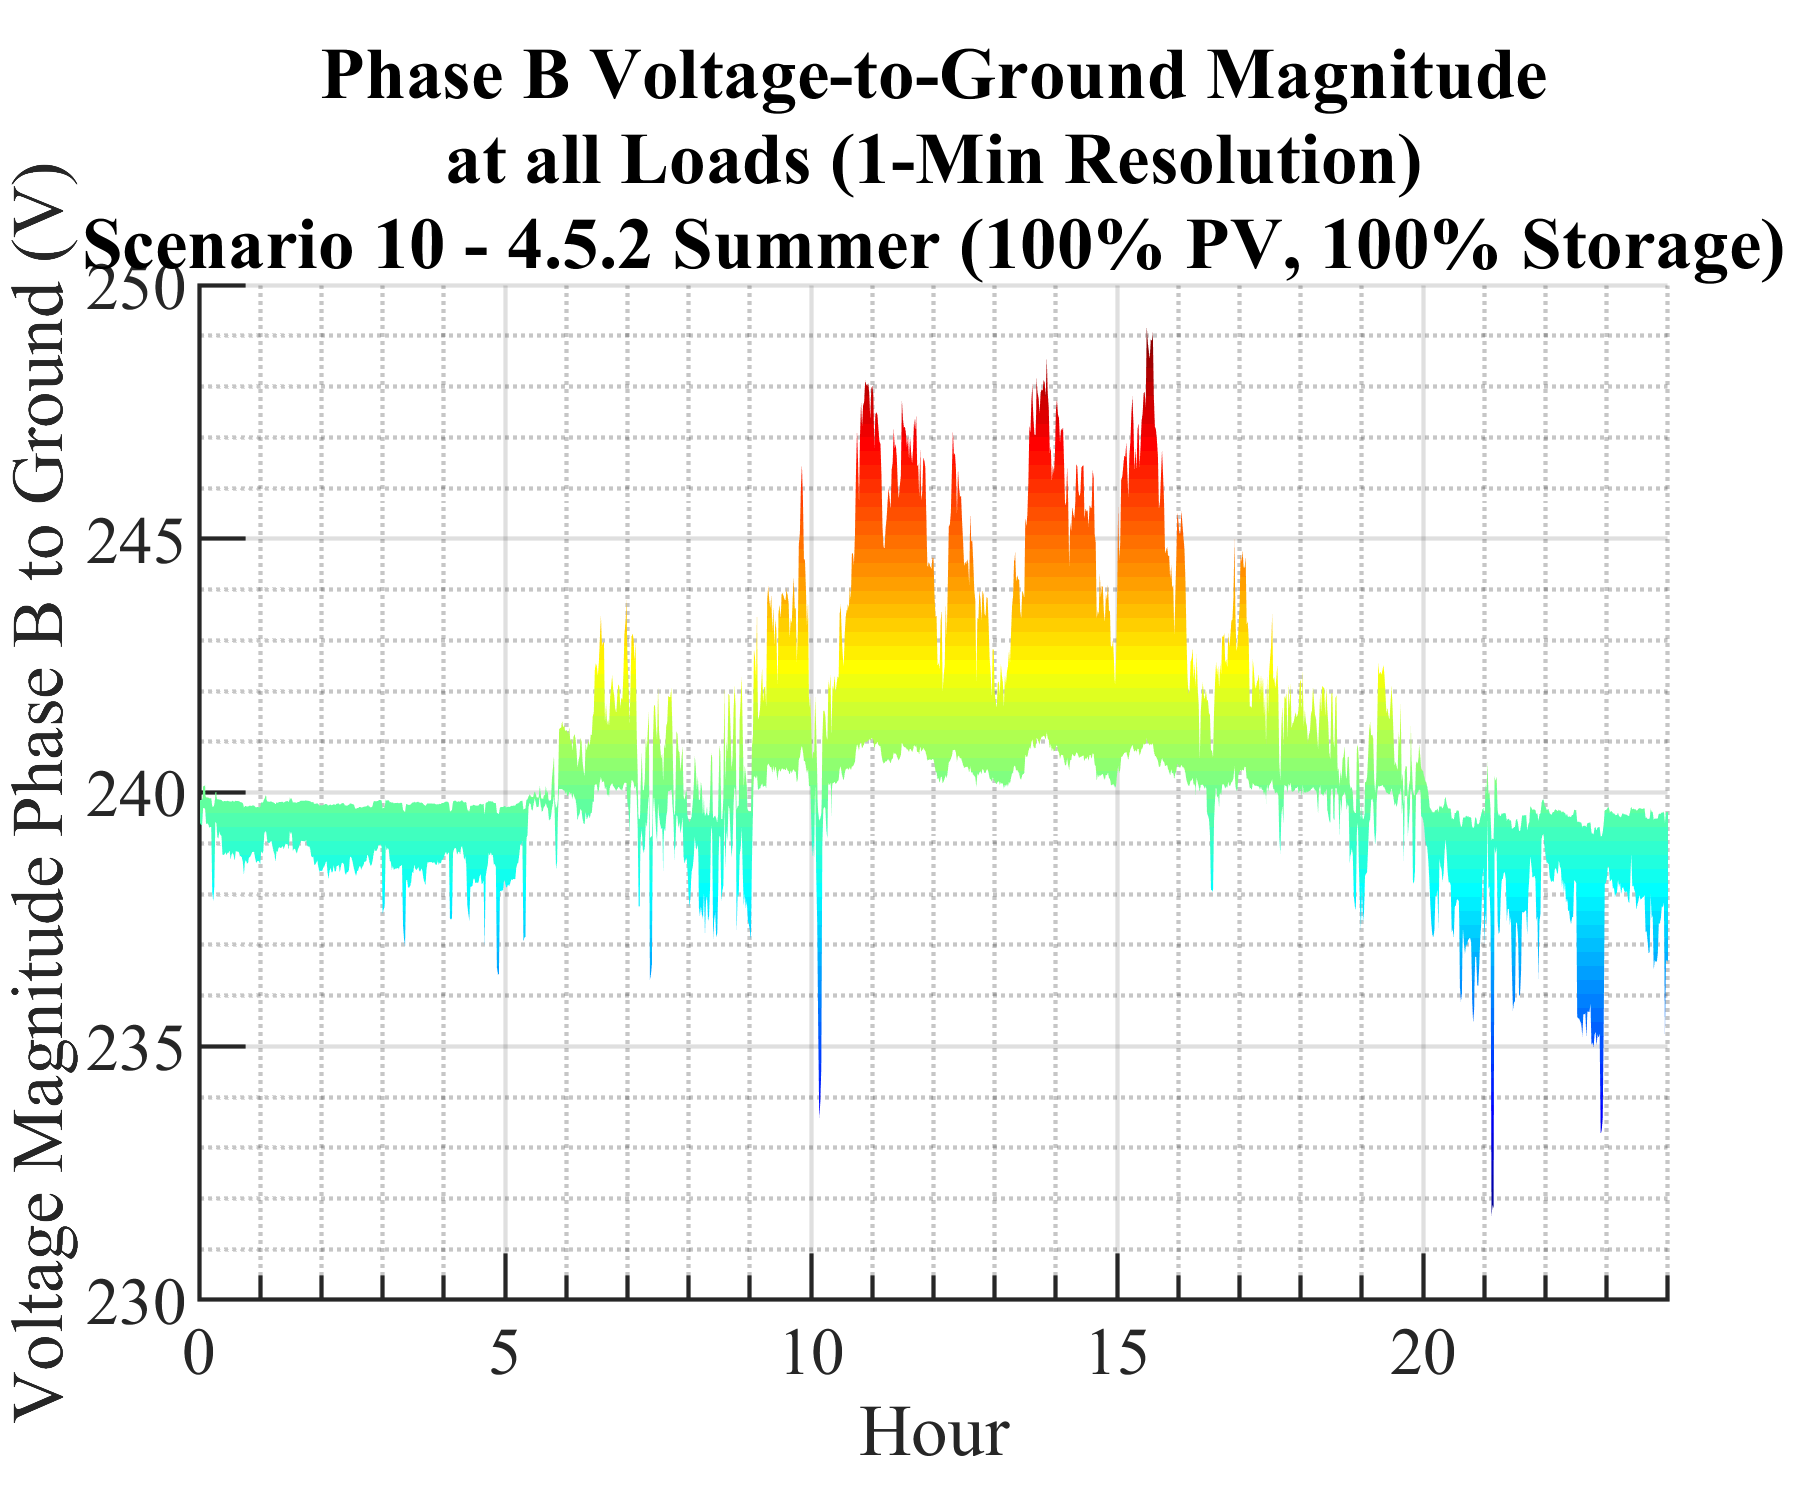 Phase B Voltage-to-Ground Magnitude
at all Loads (1-Min Resolution)
Scenario 10 - 4.5.2 Summer (100% PV, 100% Storage)
Voltage Magnitude Phase B to Ground (V)
250
245
240
235
230
0 5 10 15 20
Hour